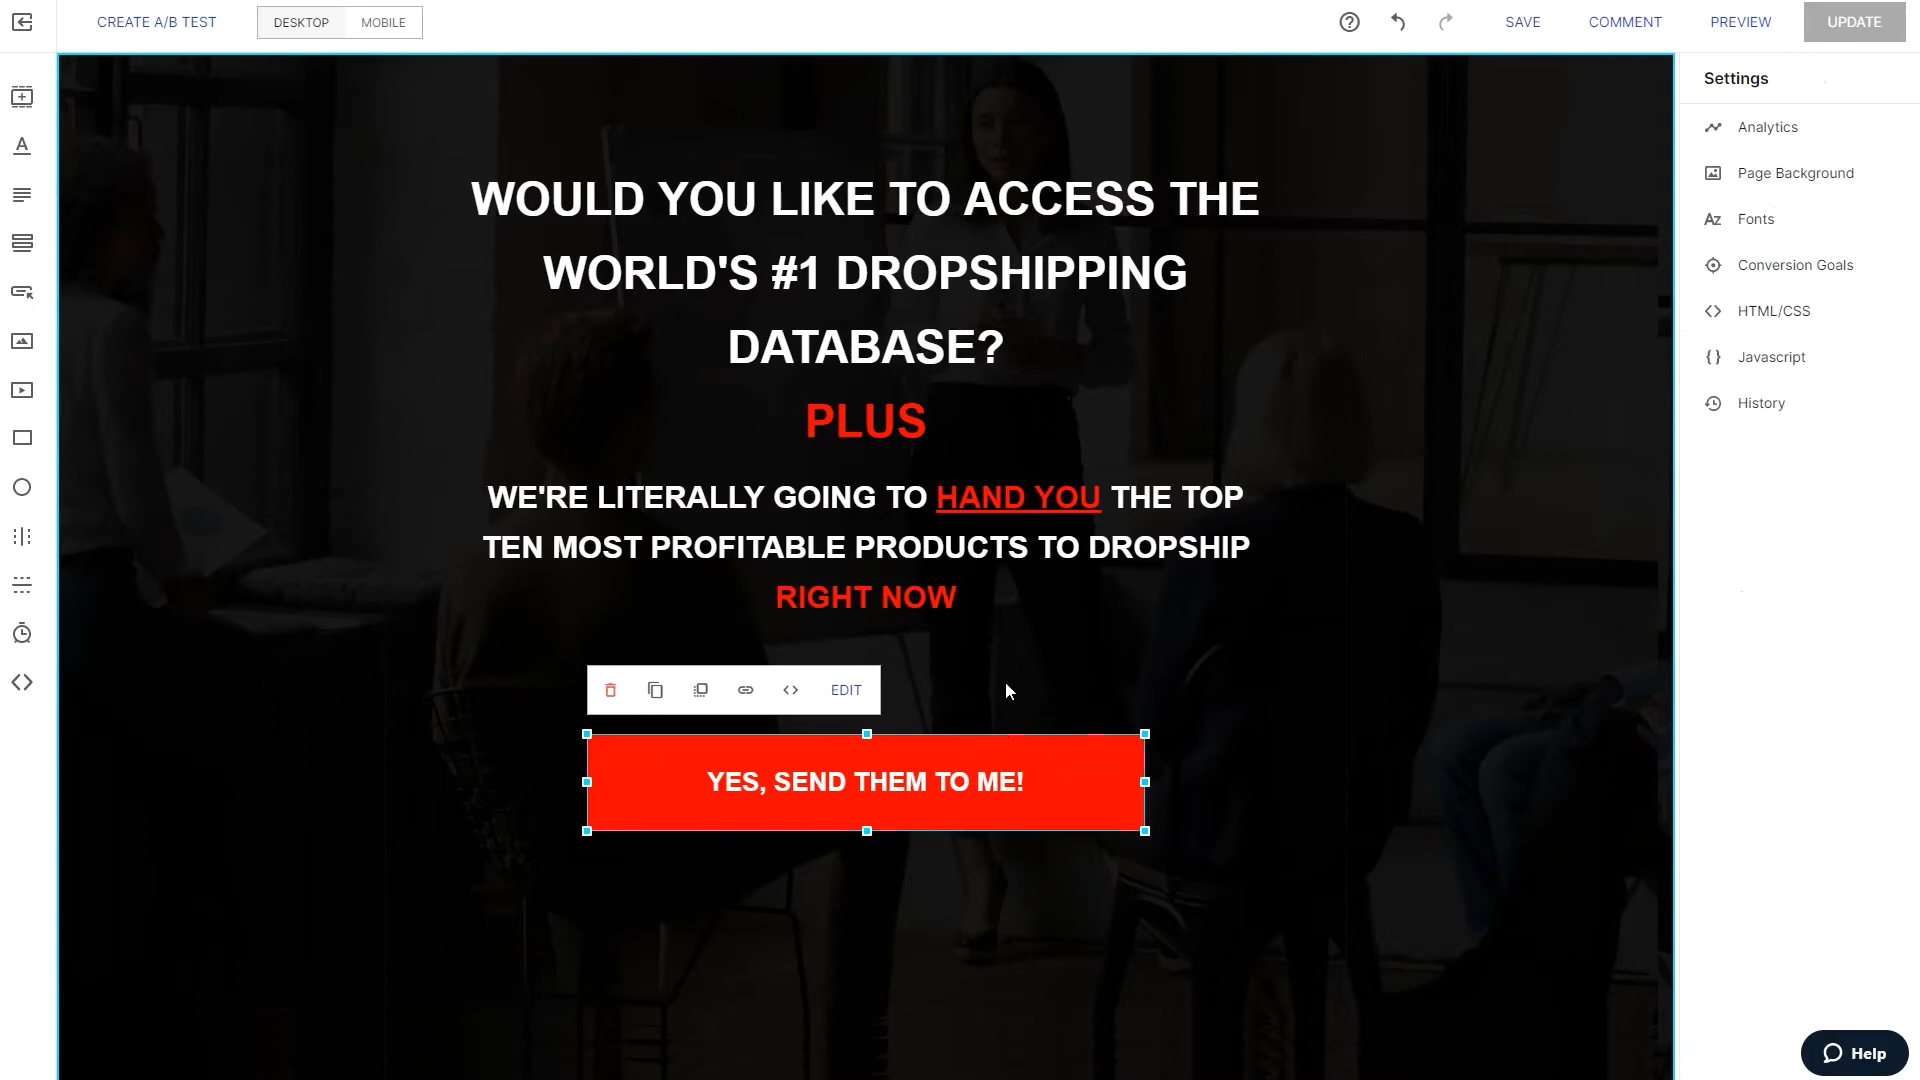 CREATE A/B TEST
DESKTOP
MOBILE
SAVE
COMMENT
PREVIEW
UPDATE
Settings
Analytics
Page Background
Fonts
Conversion Goals
HTML/CSS
Javascript
History
WOULD YOU LIKE TO ACCESS THE
WORLD'S #1 DROPSHIPPING
DATABASE?
PLUS
WE'RE LITERALLY GOING TO HAND YOU THE TOP
TEN MOST PROFITABLE PRODUCTS TO DROPSHIP
RIGHT NOW
EDIT
YES, SEND THEM TO ME!
Help